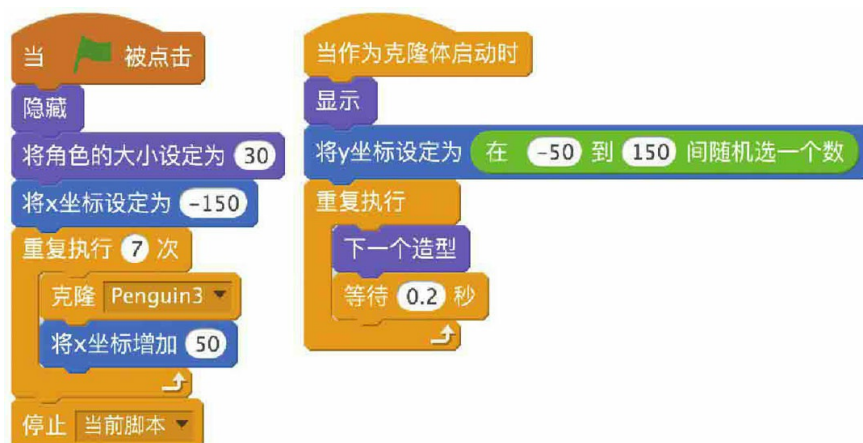 当 被点击
隐藏
将角色的大小设定为 30
将x坐标设定为 -150
重复执行 7 次
克隆 Penguin3
将x坐标增加 50
停止 当前脚本
当作为克隆体启动时
显示
将y坐标设定为 在 -50 到 150 间随机选一个数
重复执行
下一个造型
等待 0.2 秒